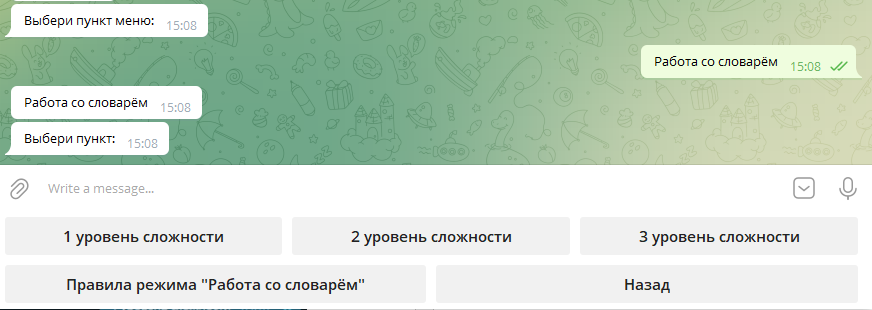 Выбери пункт меню: 15:08
Работа со словарём 15:08
Работа со словарём 15:08
Выбери пункт: 15:08
Write a message...
1 уровень сложности 2 уровень сложности 3 уровень сложности
Правила режима "Работа со словарём" Назад